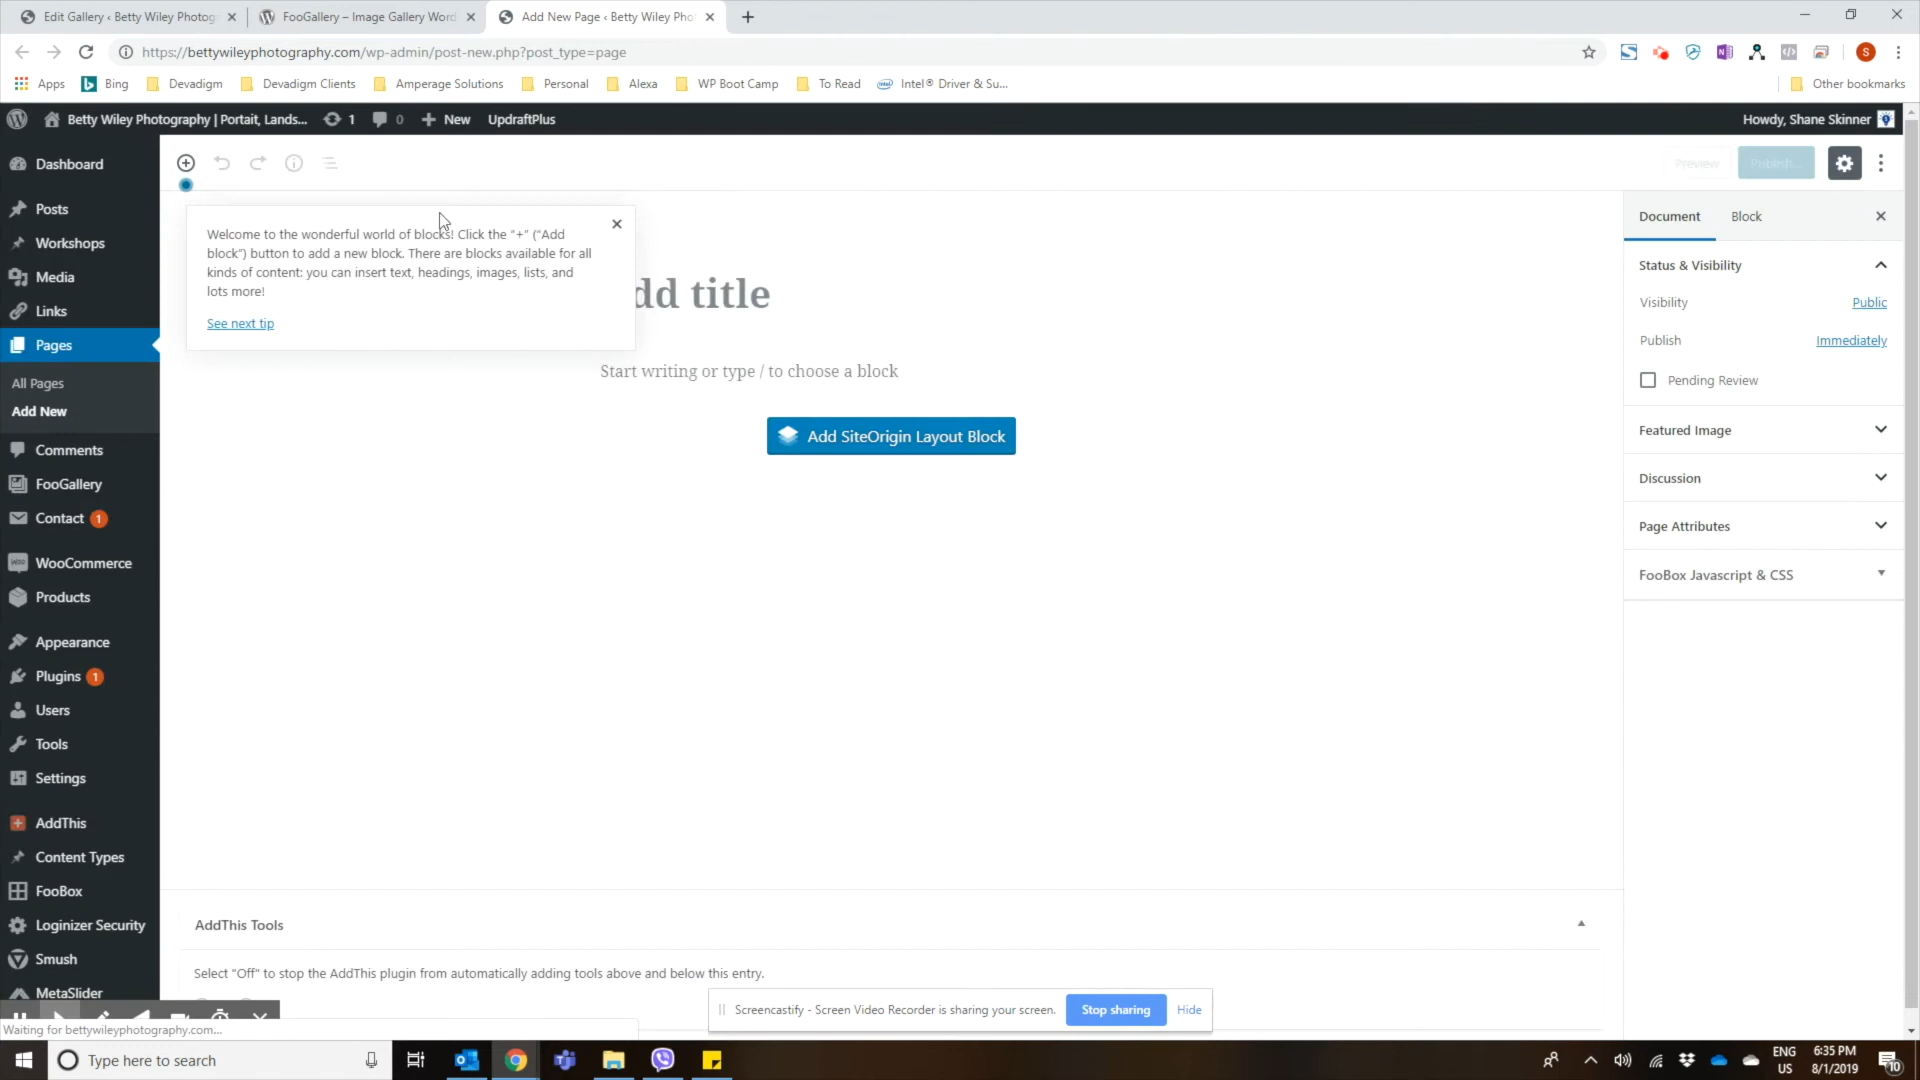 Edit Gallery ‹ Betty Wiley Photog
FooGallery – Image Gallery Word
Add New Page ‹ Betty Wiley Pho
https://bettywileyphotography.com/wp-admin/post-new.php?post_type=page
S
Apps
Bing
Devadigm
Devadigm Clients
Amperage Solutions
Personal
Alexa
WP Boot Camp
To Read
Intel® Driver & Su...
Other bookmarks
Betty Wiley Photography | Portait, Lands...
1
0
New
UpdraftPlus
Howdy, Shane Skinner
Dashboard
Posts
Workshops
Media
Links
Pages
All Pages
Add New
Comments
FooGallery
Contact 1
WooCommerce
Products
Appearance
Plugins 1
Users
Tools
Settings
AddThis
Content Types
FooBox
Loginizer Security
Smush
MetaSlider
Preview
Publish...
Welcome to the wonderful world of blocks! Click the “+” (“Add
block”) button to add a new block. There are blocks available for all
kinds of content: you can insert text, headings, images, lists, and
lots more!
See next tip
dd title
Start writing or type / to choose a block
Add SiteOrigin Layout Block
Document
Block
Status & Visibility
Visibility
Public
Publish
Immediately
Pending Review
Featured Image
Discussion
Page Attributes
FooBox Javascript & CSS
AddThis Tools
Select "Off" to stop the AddThis plugin from automatically adding tools above and below this entry.
Screencastify - Screen Video Recorder is sharing your screen.
Stop sharing
Hide
Waiting for bettywileyphotography.com...
Type here to search
ENG
US
6:35 PM
8/1/2019
10